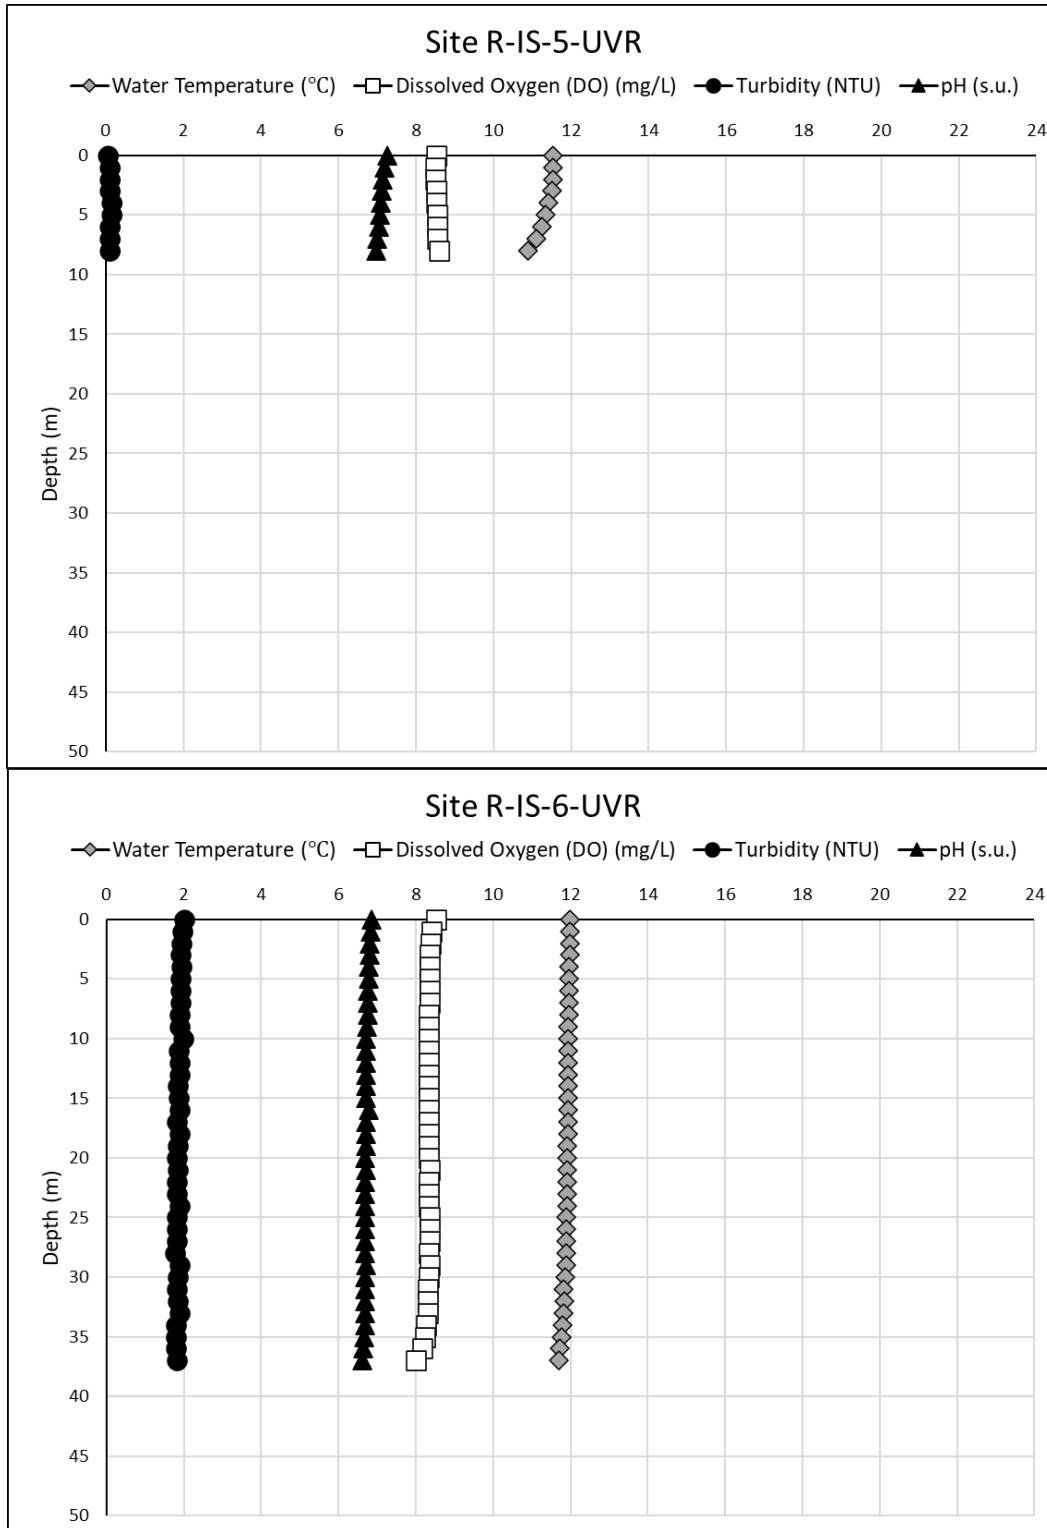 Site R-IS-5-UVR
Water Temperature (°C) Dissolved Oxygen (DO) (mg/L) Turbidity (NTU) pH (s.u.)
0 2 4 6 8 10 12 14 16 18 20 22 24
0
5
10
15
20
25
30
35
40
45
50
Depth (m)
Site R-IS-6-UVR
Water Temperature (°C) Dissolved Oxygen (DO) (mg/L) Turbidity (NTU) pH (s.u.)
0 2 4 6 8 10 12 14 16 18 20 22 24
0
5
10
15
20
25
30
35
40
45
50
Depth (m)